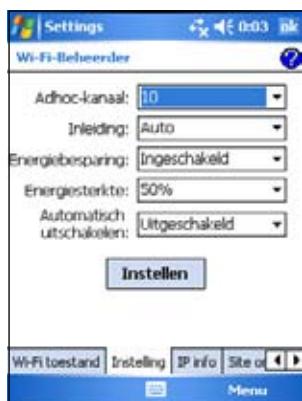 Settings 0:03 ok
Wi-Fi-Beheerder
Adhoc-kanaal: 10
Inleiding: Auto
Energiebesparing: Ingeschakeld
Energiesterkte: 50%
Automatisch uitschakelen: Uitgeschakeld
Instellen
Wi-Fi toestand Instelling IP info Site
Menu